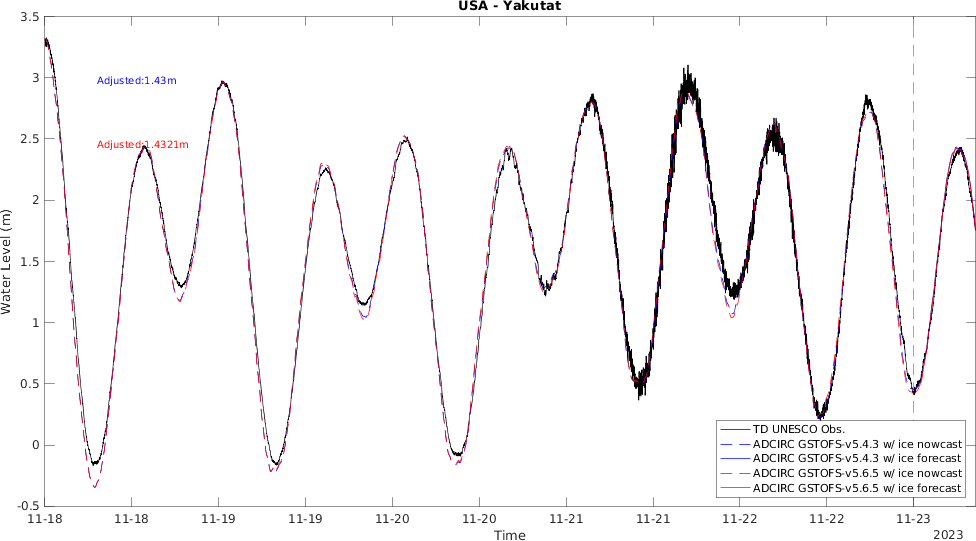 USA - Yakutat
3.5
3
2.5
2
1.5
1
0.5
0
-0.5
Water Level (m)
Adjusted:1.43m
Adjusted:1.4321m
TD UNESCO Obs.
ADCIRC GSTOFS-v5.4.3 w/ ice nowcast
ADCIRC GSTOFS-v5.4.3 w/ ice forecast
ADCIRC GSTOFS-v5.6.5 w/ ice nowcast
ADCIRC GSTOFS-v5.6.5 w/ ice forecast
11-18 11-18 11-19 11-19 11-20 11-20 11-21 11-21 11-22 11-22 11-23
Time
2023